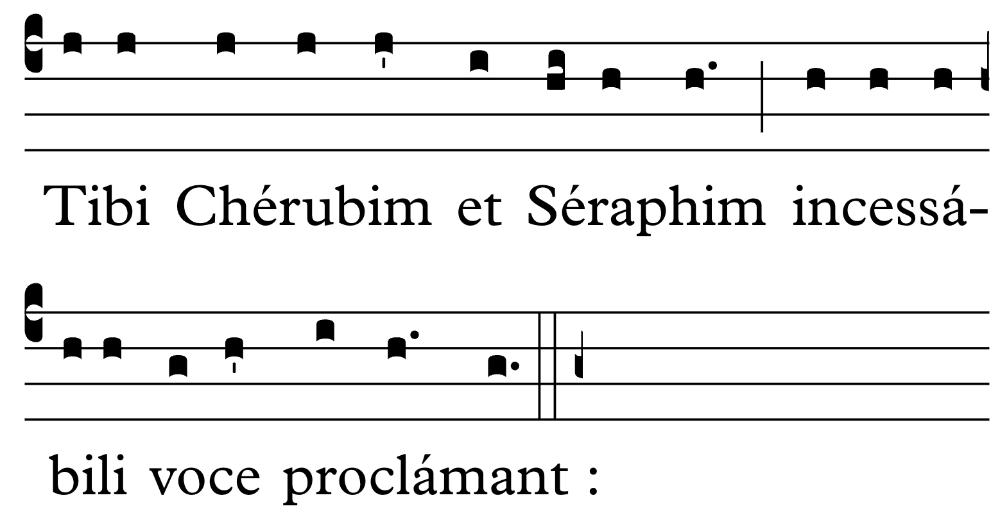 Tibi Chérubim et Séraphim incessá-
bili voce proclámant :